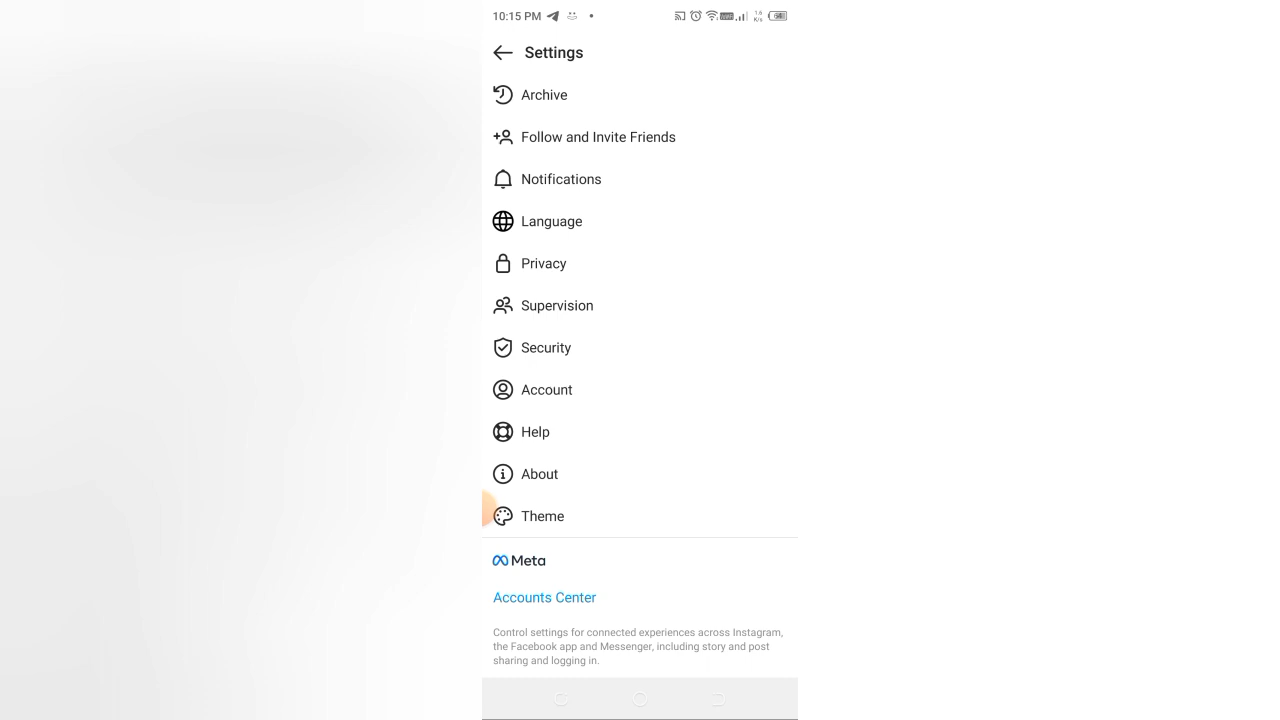 10:15 PM
Settings
Archive
Follow and Invite Friends
Notifications
Language
Privacy
Supervision
Security
Account
Help
About
Theme
Meta
Accounts Center
Control settings for connected experiences across Instagram,
the Facebook app and Messenger, including story and post
sharing and logging in.